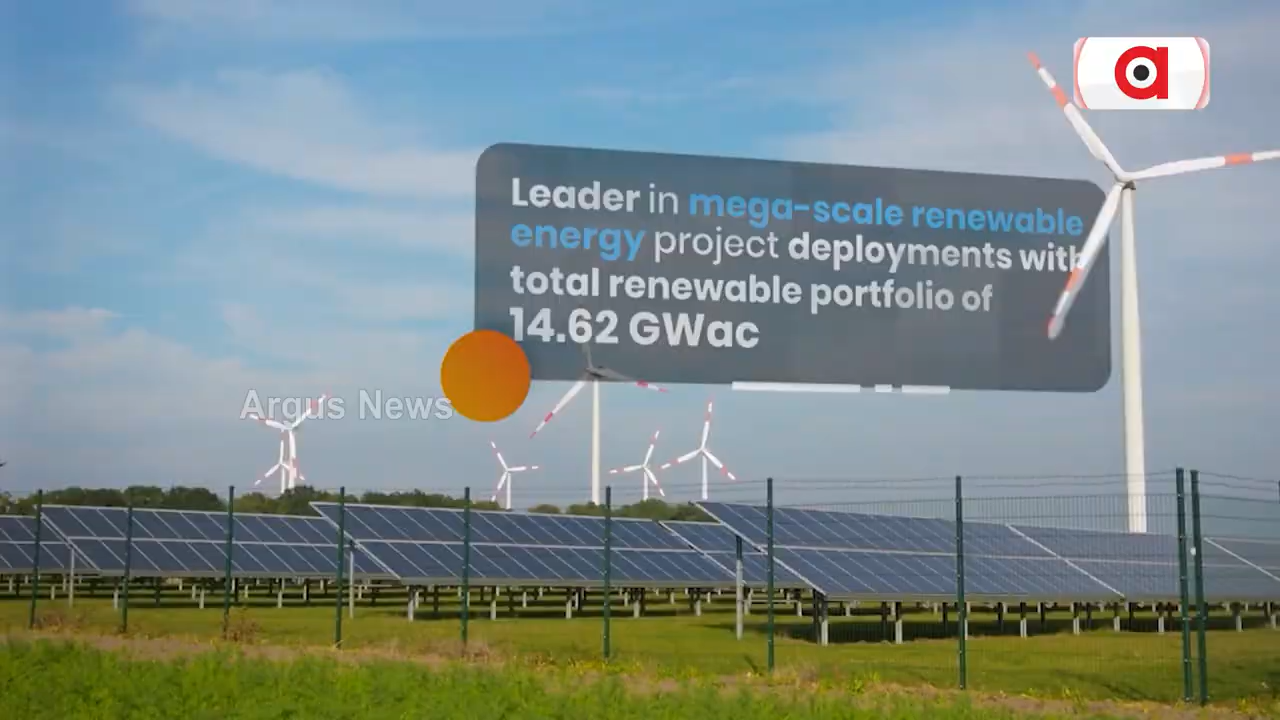 Leader in mega-scale renewable
energy project deployments with
total renewable portfolio of
14.62 GWac
Argus News